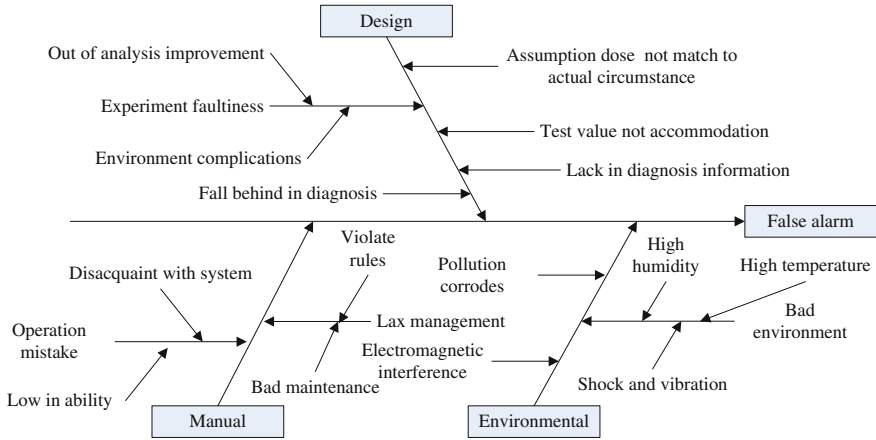 Design
Out of analysis improvement
Assumption dose not match to
actual circumstance
Experiment faultiness
Test value not accommodation
Environment complications
Lack in diagnosis information
Fall behind in diagnosis
False alarm
Violate
rules
High
humidity
Disacquaint with system
Pollution
corrodes
High temperature
Operation
mistake
Lax management
Bad
environment
Electromagnetic
interference
Low in ability
Bad maintenance
Shock and vibration
Manual
Environmental